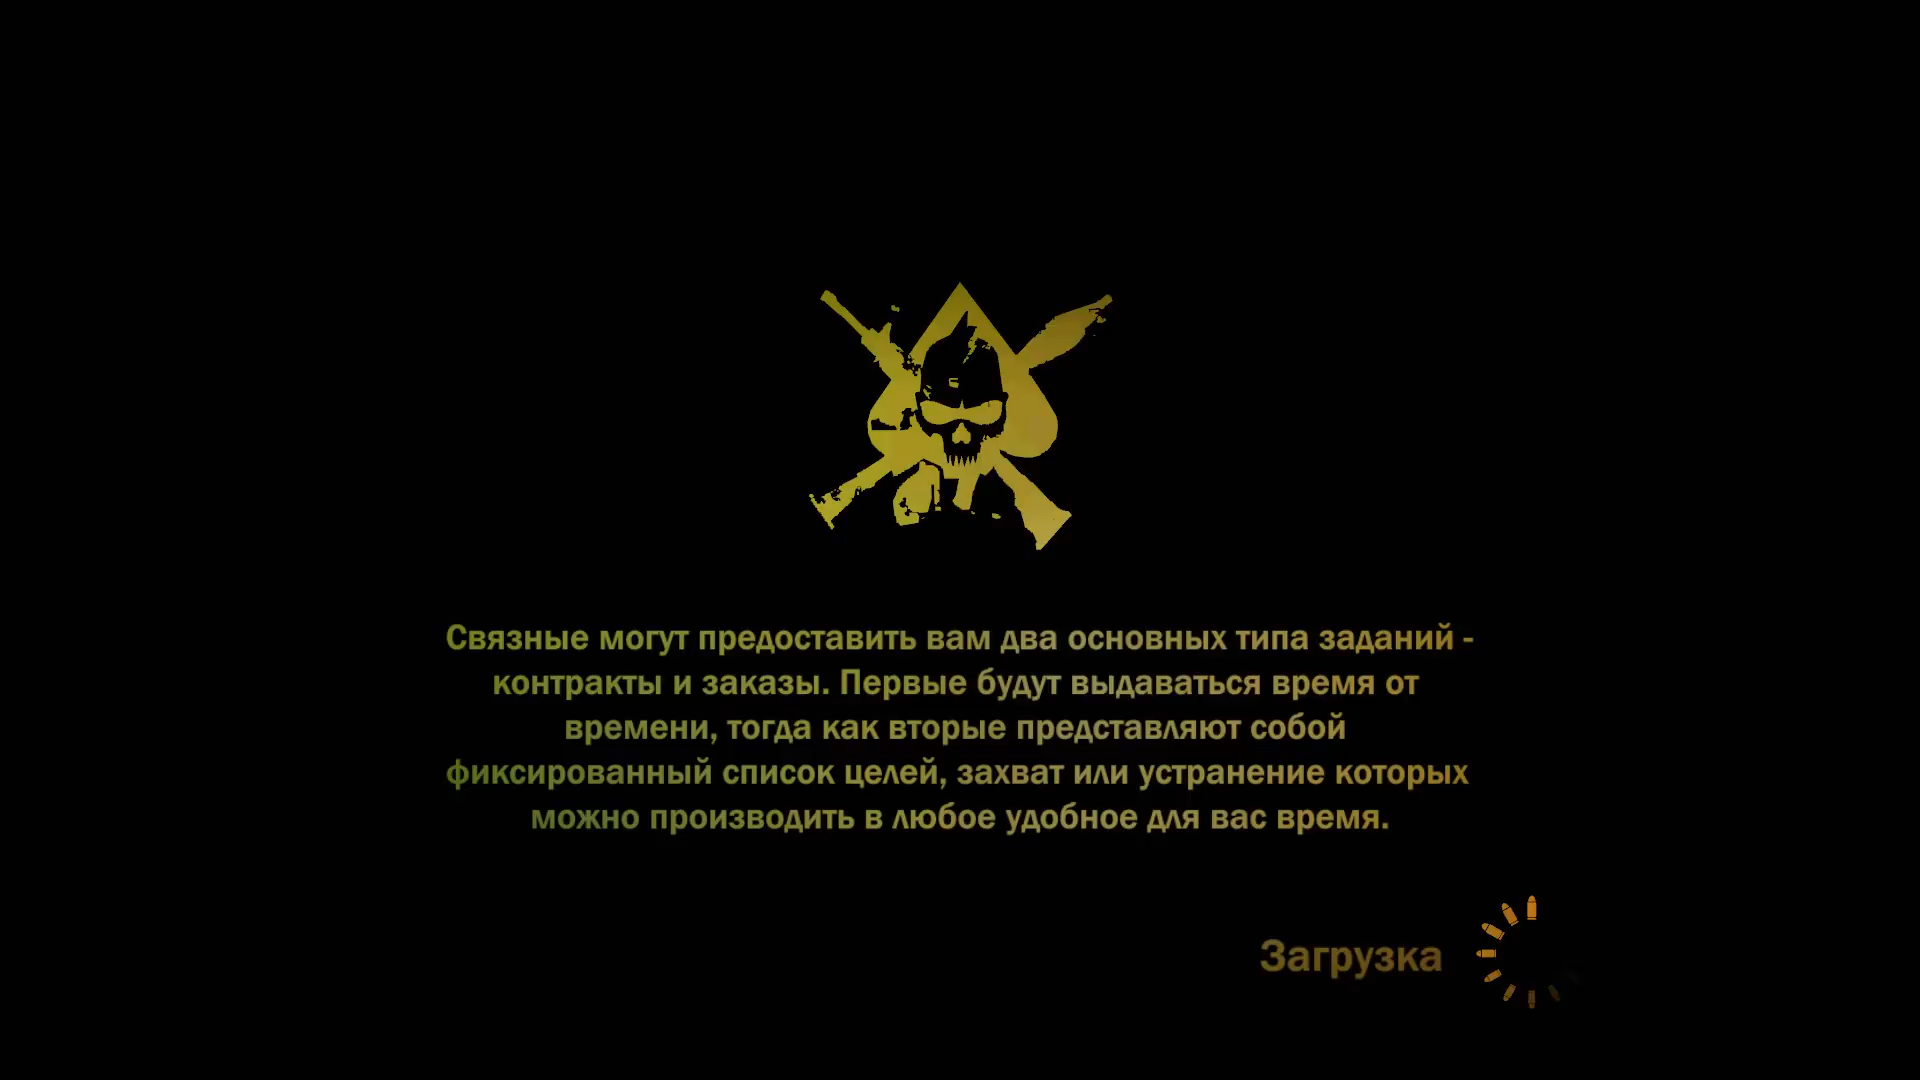 Связные могут предоставить вам два основных типа заданий -
контракты и заказы. Первые будут выдаваться время от
времени, тогда как вторые представляют собой
фиксированный список целей, захват или устранение которых
можно производить в любое удобное для вас время.
Загрузка